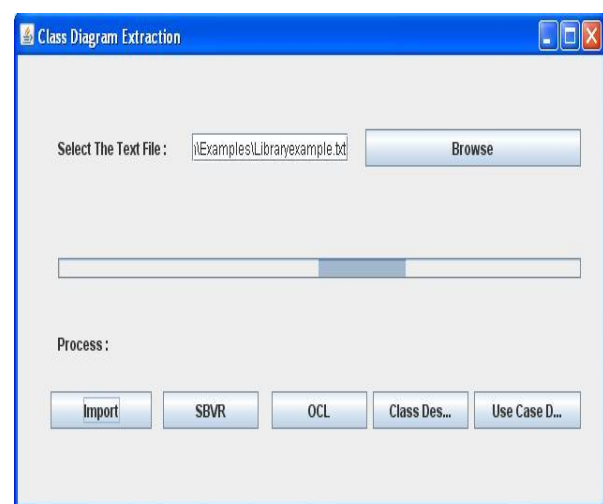 Class Diagram Extraction
Select The Text File :
\Examples\Libraryexample.txt
Browse
Process :
Import
SBVR
OCL
Class Des...
Use Case D...